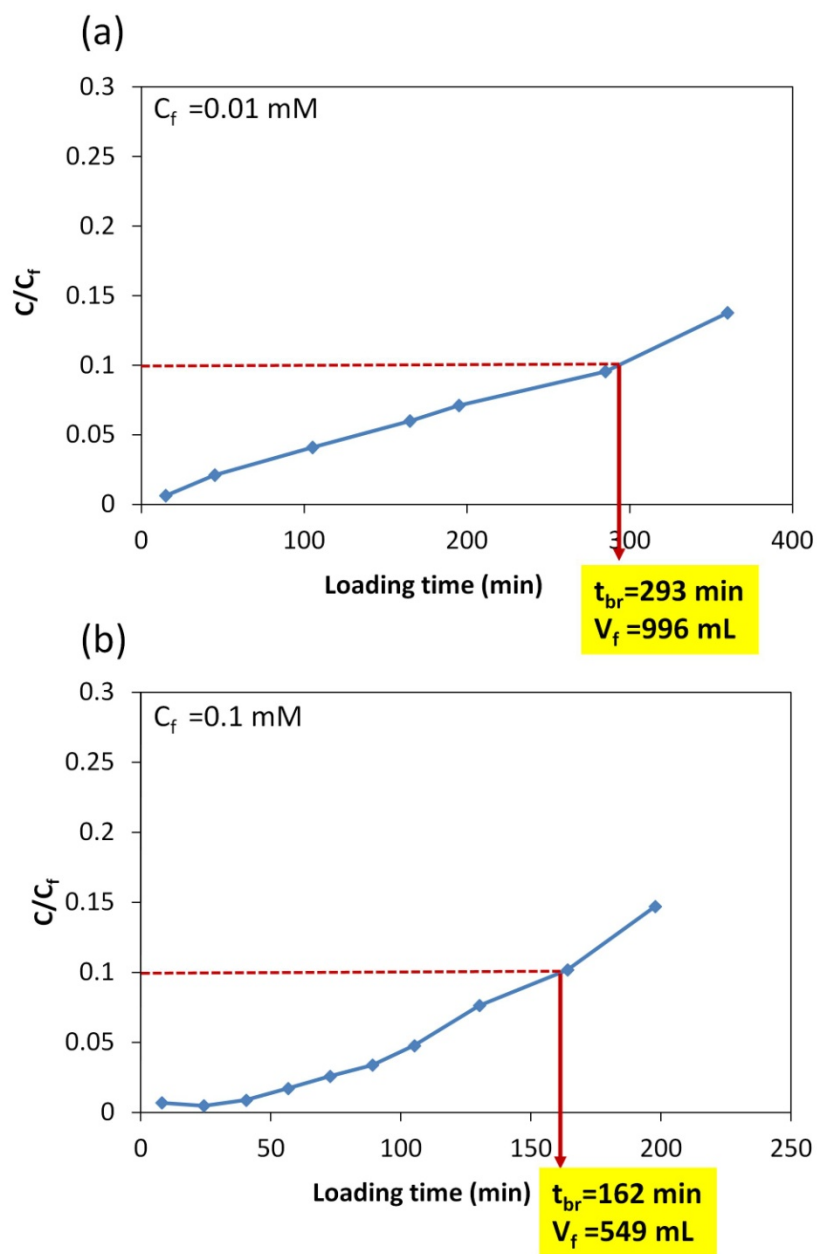 (a)
C_f =0.01 mM
C/C_f
0.3
0.25
0.2
0.15
0.1
0.05
0
0 100 200 300 400
Loading time (min)
t_br=293 min
V_f =996 mL
(b)
C_f =0.1 mM
C/C_f
0.3
0.25
0.2
0.15
0.1
0.05
0
0 50 100 150 200 250
Loading time (min)
t_br=162 min
V_f =549 mL